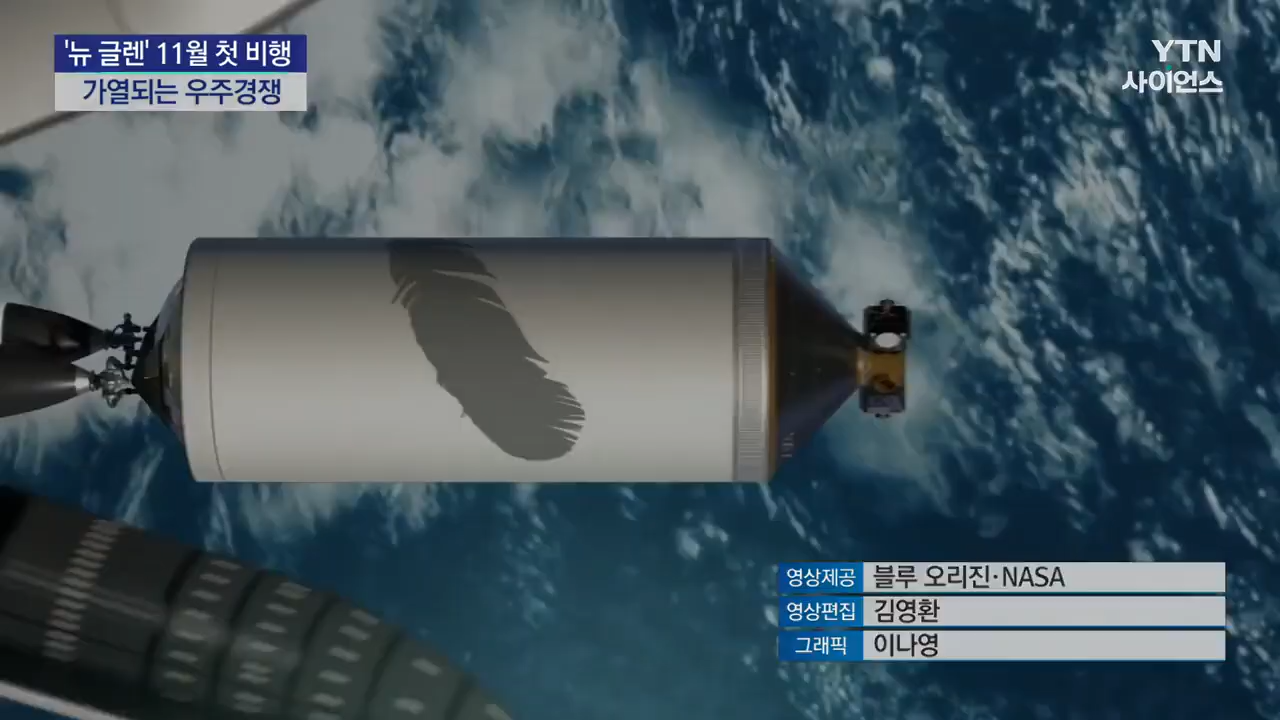 '뉴 글렌' 11월 첫 비행
가열되는 우주경쟁
YTN
사이언스
영상제공 블루 오리진·NASA
영상편집 김영환
그래픽 이나영